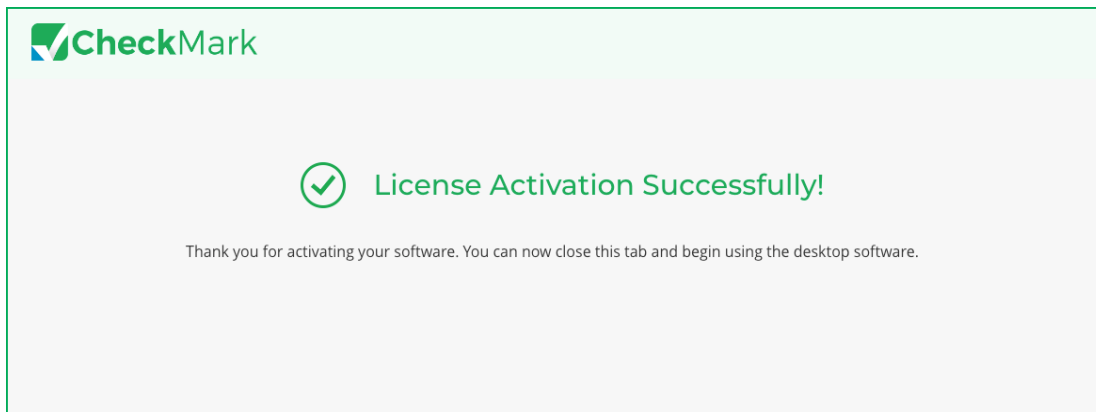 CheckMark
License Activation Successfully!
Thank you for activating your software. You can now close this tab and begin using the desktop software.